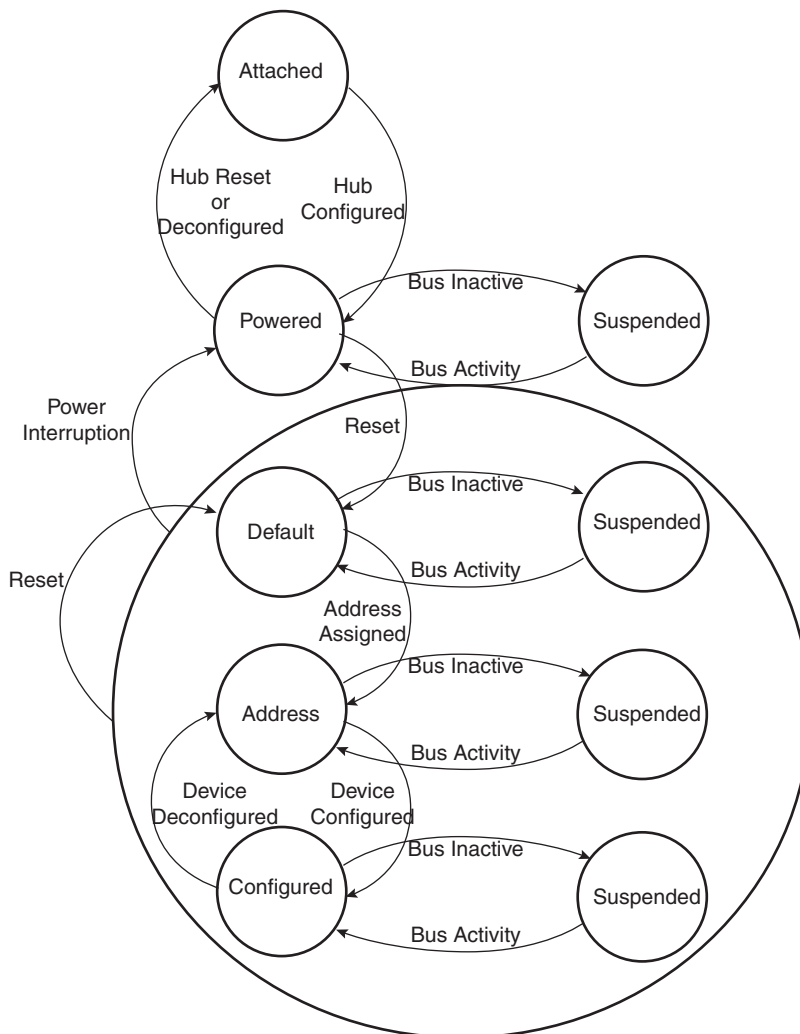 Attached
Hub Reset
or
Deconfigured
Hub
Configured
Powered
Bus Inactive
Suspended
Bus Activity
Power
Interruption
Reset
Default
Bus Inactive
Suspended
Bus Activity
Reset
Address
Assigned
Address
Bus Inactive
Suspended
Bus Activity
Device
Deconfigured
Device
Configured
Configured
Bus Inactive
Suspended
Bus Activity